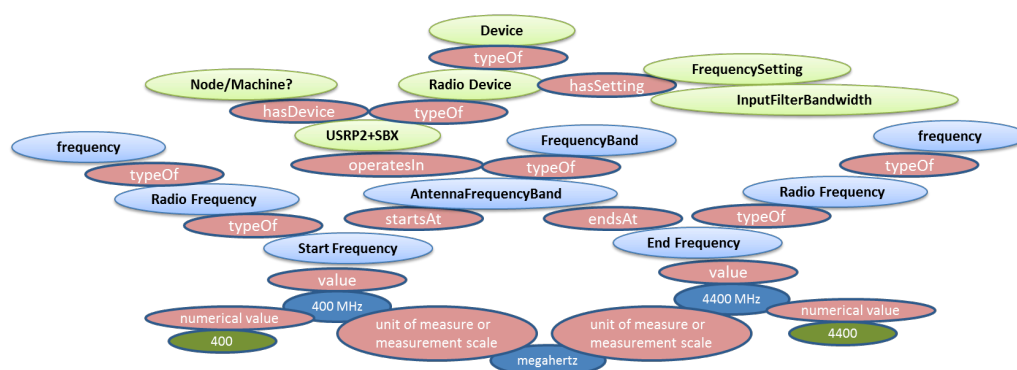 Device
typeOf
Node/Machine?
Radio Device
hasSetting
FrequencySetting
InputFilterBandwidth
hasDevice
typeOf
USRP2+SBX
frequency
operatesIn
typeOf
FrequencyBand
frequency
typeOf
typeOf
Radio Frequency
AntennaFrequencyBand
Radio Frequency
typeOf
startsAt
endsAt
typeOf
Start Frequency
End Frequency
value
value
400 MHz
4400 MHz
numerical value
unit of measure or
measurement scale
unit of measure or
measurement scale
numerical value
400
megahertz
4400